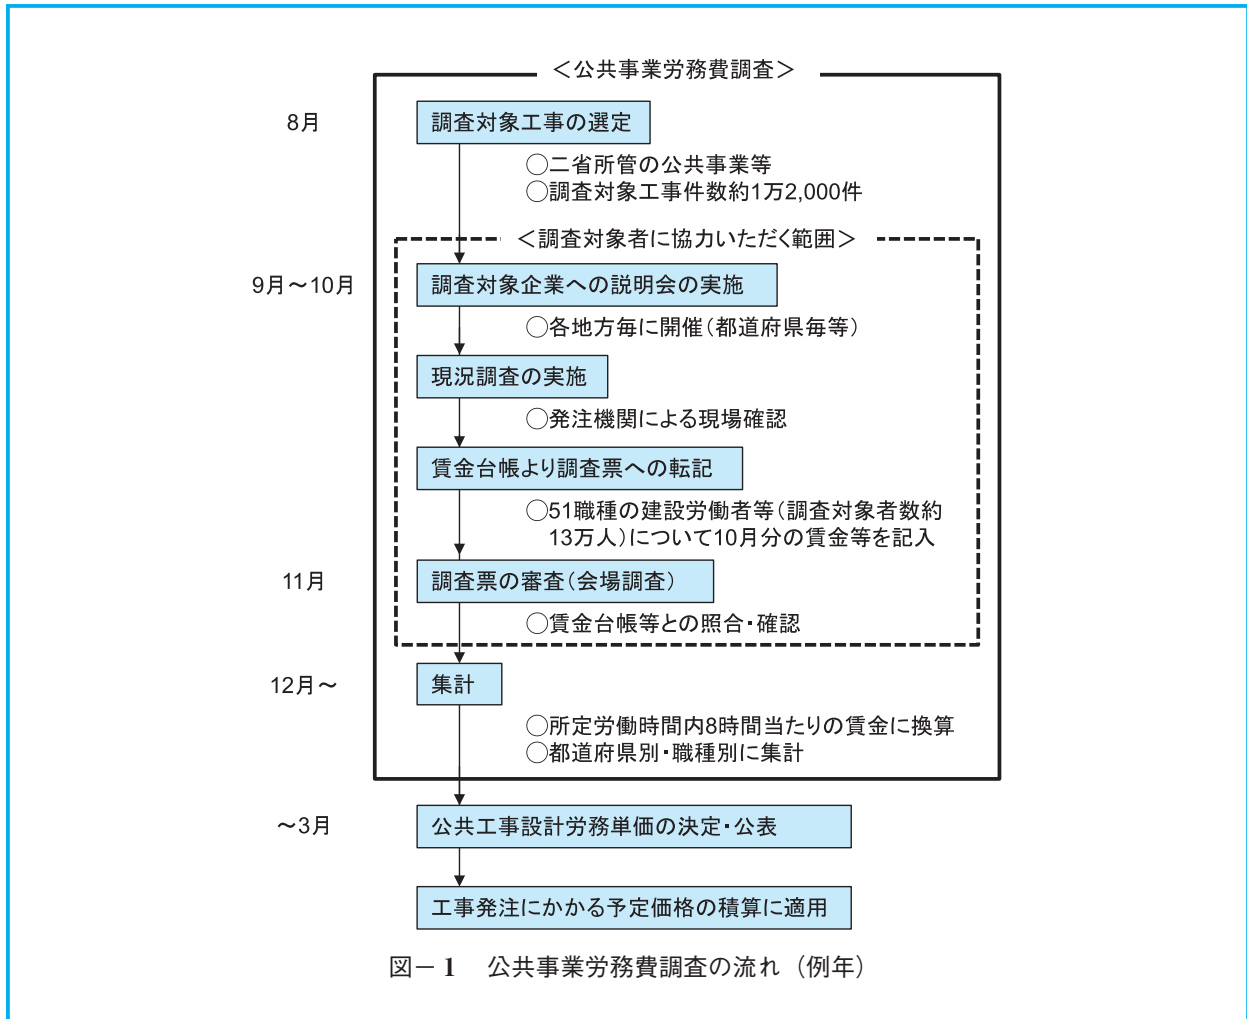 ＜公共事業労務費調査＞
8月
調査対象工事の選定
○二省所管の公共事業等
○調査対象工事件数約1万2,000件
＜調査対象者に協力いただく範囲＞
9月～10月
調査対象企業への説明会の実施
○各地方毎に開催（都道府県毎等）
現況調査の実施
○発注機関による現場確認
賃金台帳より調査票への転記
○51職種の建設労働者等（調査対象者数約
13万人）について10月分の賃金等を記入
11月
調査票の審査（会場調査）
○賃金台帳等との照合・確認
12月～
集計
○所定労働時間内8時間当たりの賃金に換算
○都道府県別・職種別に集計
～3月
公共工事設計労務単価の決定・公表
工事発注にかかる予定価格の積算に適用
図－1　公共事業労務費調査の流れ（例年）